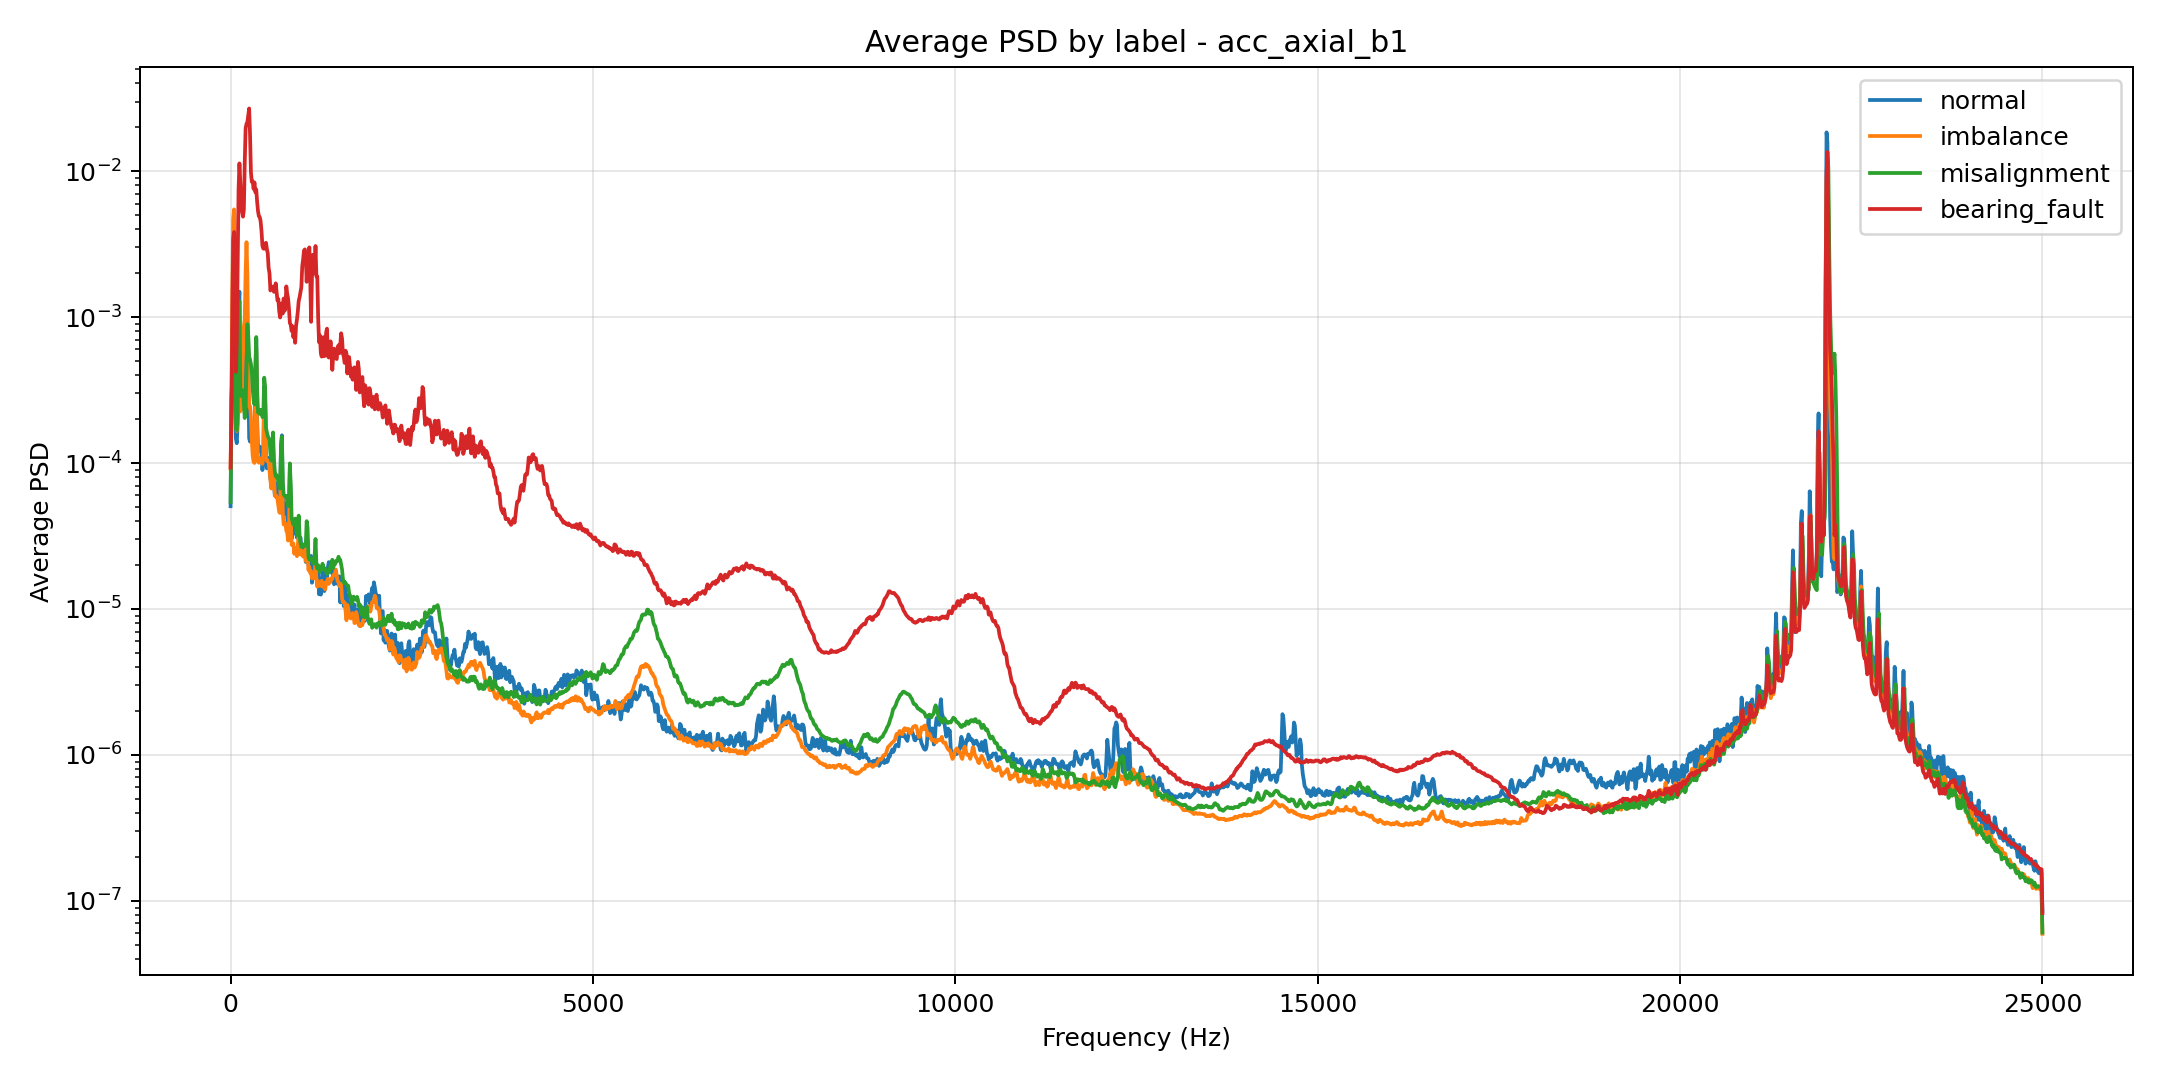 Average PSD by label - acc_axial_b1
normal
imbalance
misalignment
bearing_fault
Average PSD
10⁻²
10⁻³
10⁻⁴
10⁻⁵
10⁻⁶
10⁻⁷
0 5000 10000 15000 20000 25000
Frequency (Hz)